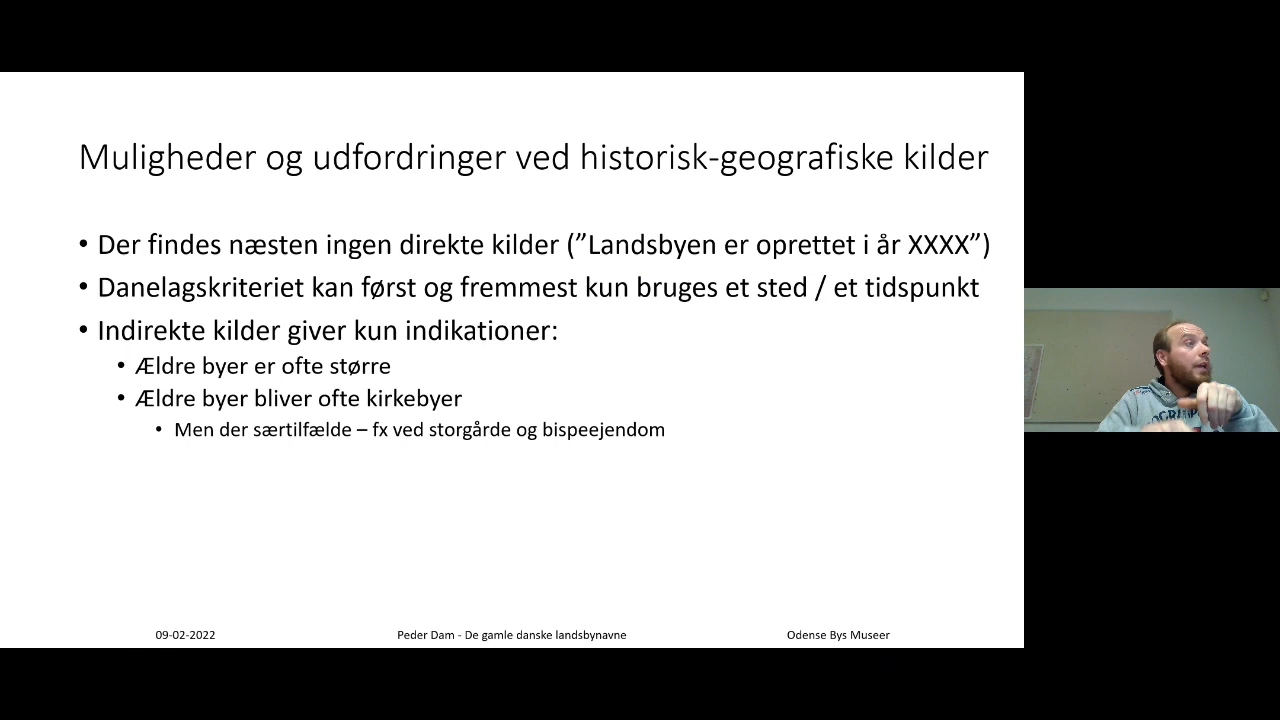 Muligheder og udfordringer ved historisk-geografiske kilder
• Der findes næsten ingen direkte kilder (”Landsbyen er oprettet i år XXXX”)
• Danelagskriteriet kan først og fremmest kun bruges et sted / et tidspunkt
• Indirekte kilder giver kun indikationer:
• Ældre byer er ofte større
• Ældre byer bliver ofte kirkebyer
• Men der særtilfælde – fx ved storgårde og bispeejendom
09-02-2022
Peder Dam - De gamle danske landsbynavne
Odense Bys Museer